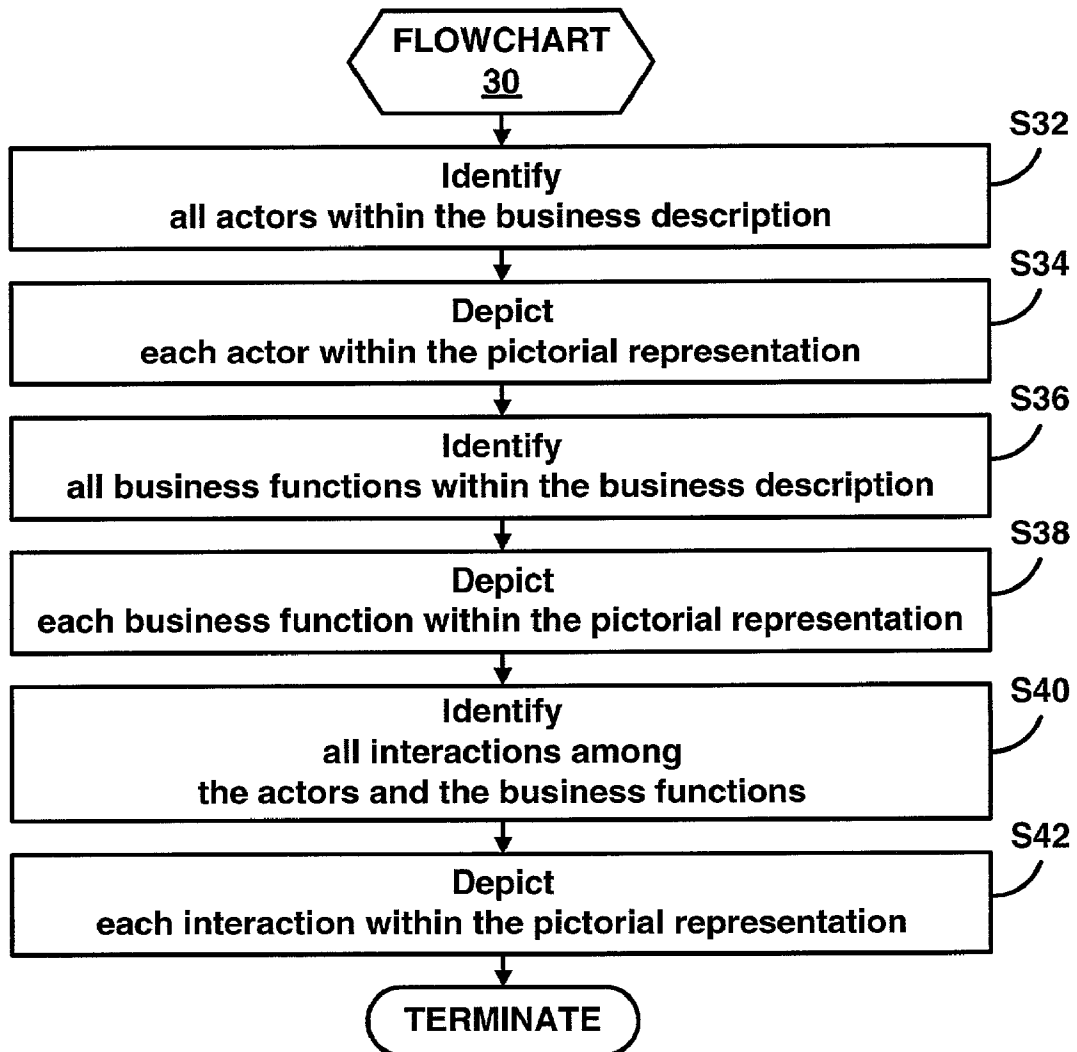 FLOWCHART
30
S32
Identify
all actors within the business description
S34
Depict
each actor within the pictorial representation
S36
Identify
all business functions within the business description
S38
Depict
each business function within the pictorial representation
S40
Identify
all interactions among
the actors and the business functions
S42
Depict
each interaction within the pictorial representation
TERMINATE